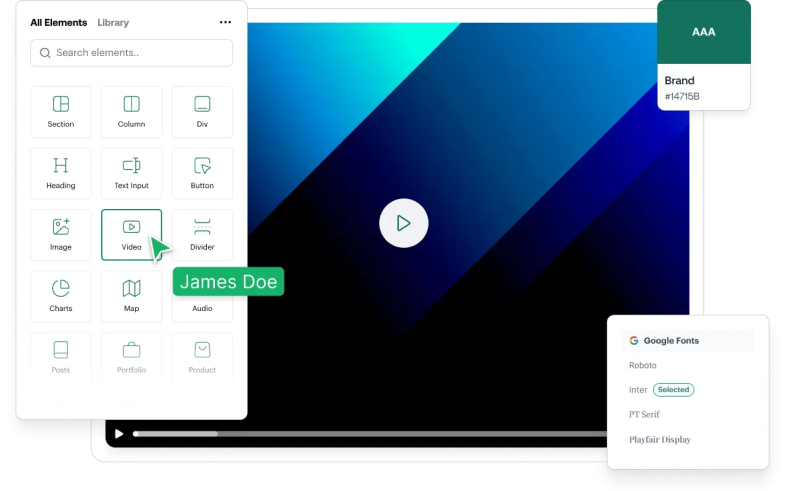 All Elements Library
Search elements..
Section Column Div
Heading Text Input Button
Image Video Divider
James Doe
Charts Map Audio
Posts Portfolio Product
AAA
Brand
#14715B
Google Fonts
Roboto
Inter Selected
PT Serif
Playfair Display